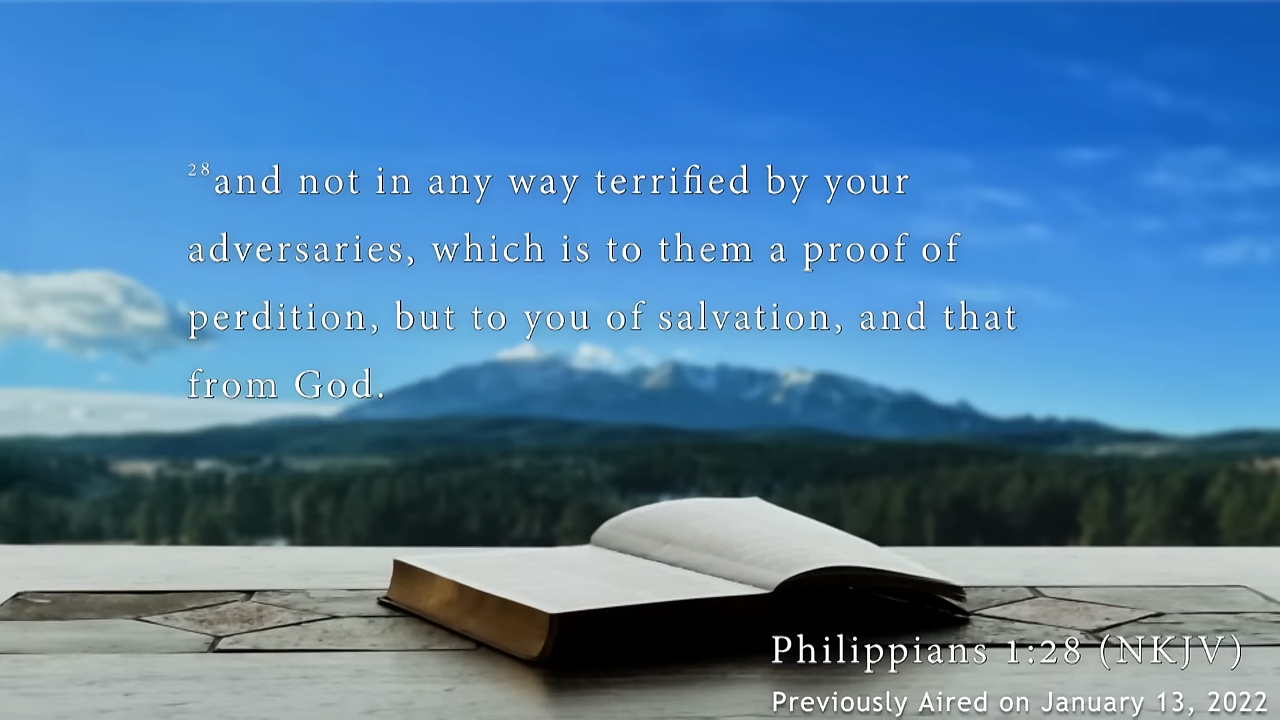 28and not in any way terrified by your
adversaries, which is to them a proof of
perdition, but to you of salvation, and that
from God.
Philippians 1:28 (NKJV)
Previously Aired on January 13, 2022